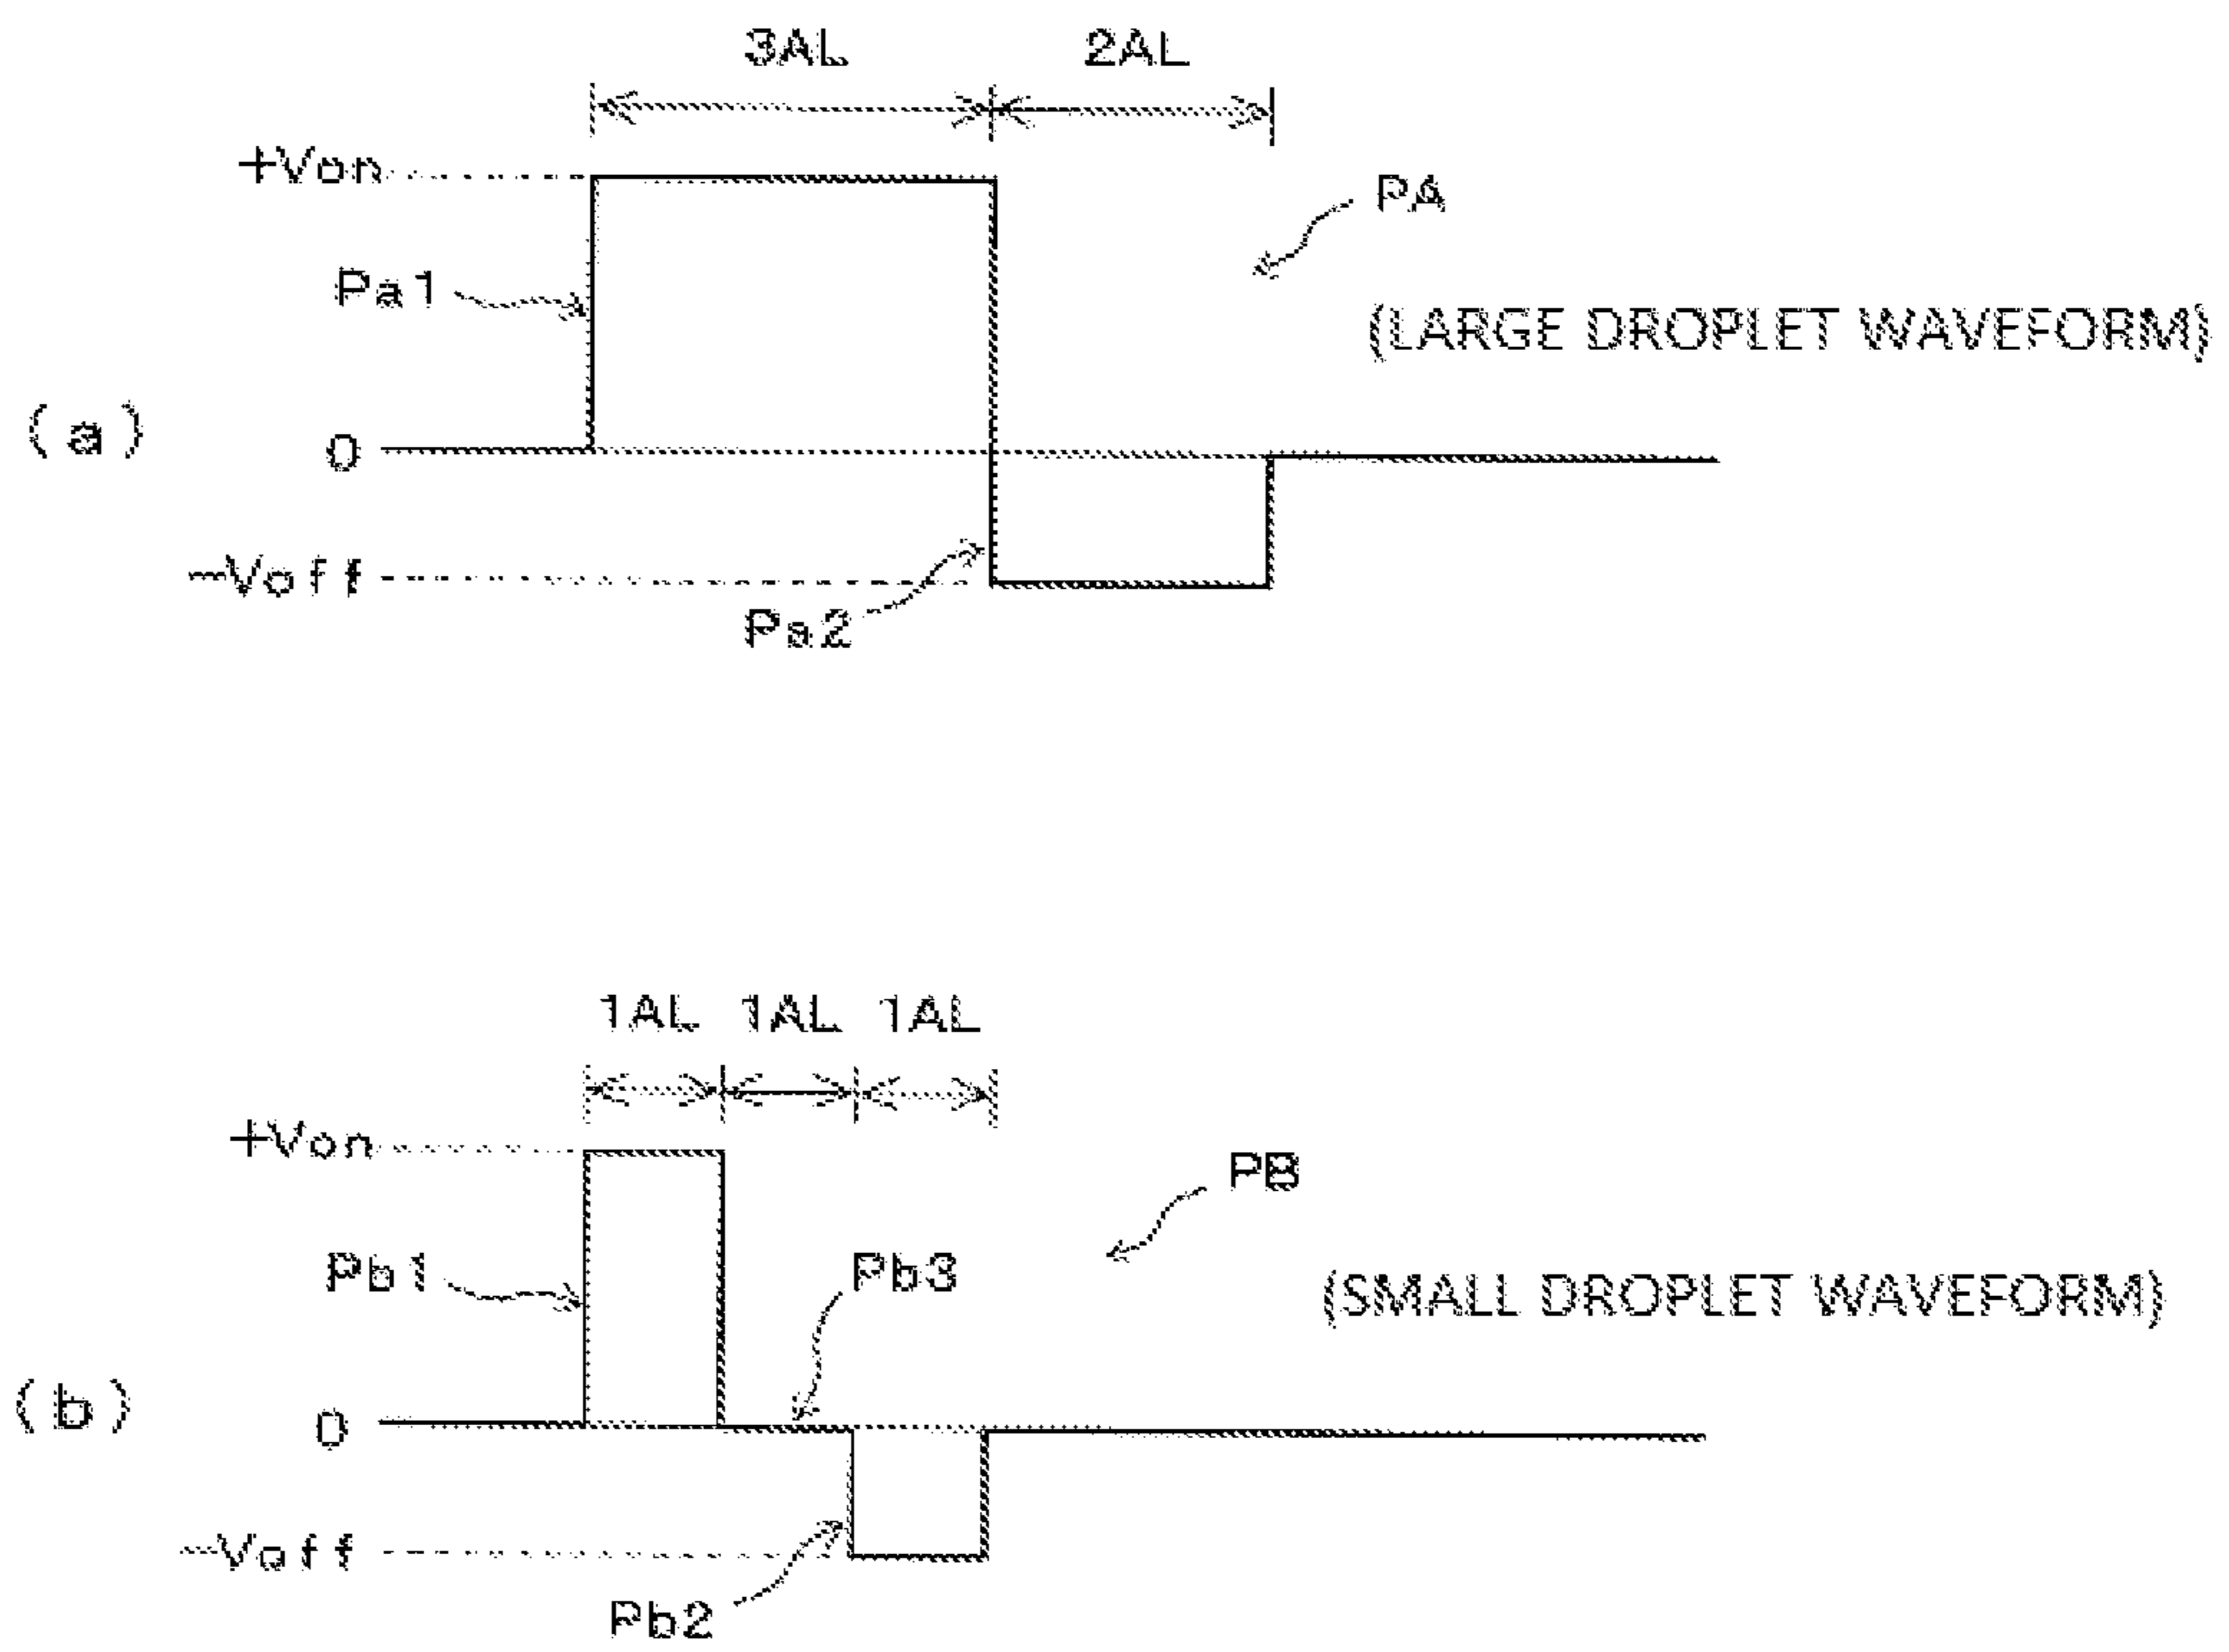 3AL 2AL
+Von
PA
Pa1
(LARGE DROPLET WAVEFORM)
(a)
0
-Voff
Pa2
1AL 1AL 1AL
+Von
PB
Pb1 Pb3
(SMALL DROPLET WAVEFORM)
(b)
0
-Voff
Pb2